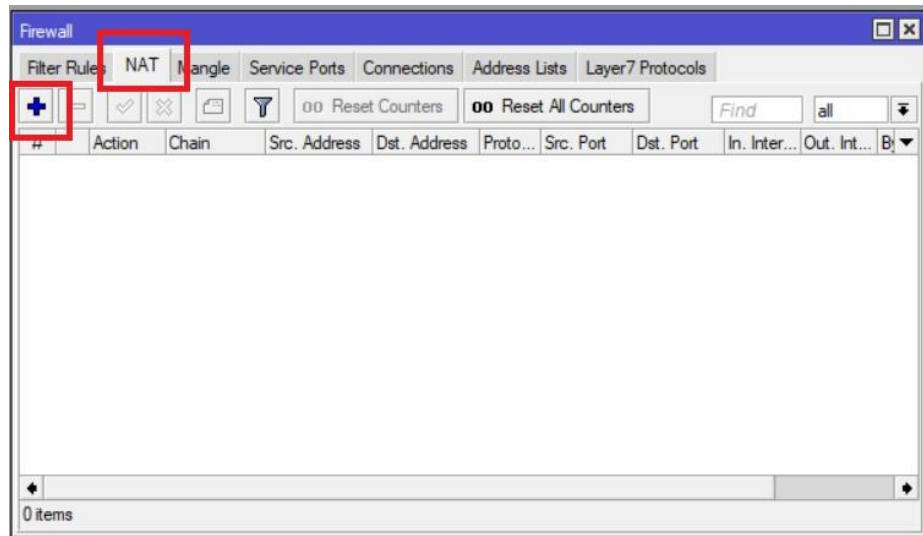 Firewall
Filter Rules NAT Mangle Service Ports Connections Address Lists Layer7 Protocols
00 Reset Counters 00 Reset All Counters Find all
# Action Chain Src. Address Dst. Address Proto... Src. Port Dst. Port In. Inter... Out. Int... By
0 items